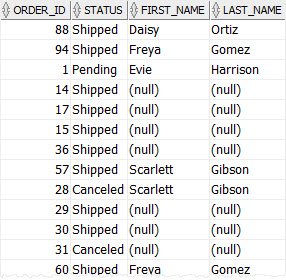 ORDER_ID STATUS FIRST_NAME LAST_NAME
88 Shipped Daisy Ortiz
94 Shipped Freya Gomez
1 Pending Evie Harrison
14 Shipped (null) (null)
17 Shipped (null) (null)
15 Shipped (null) (null)
36 Shipped (null) (null)
57 Shipped Scarlett Gibson
28 Canceled Scarlett Gibson
29 Shipped (null) (null)
30 Shipped (null) (null)
31 Canceled (null) (null)
60 Shipped Freya Gomez